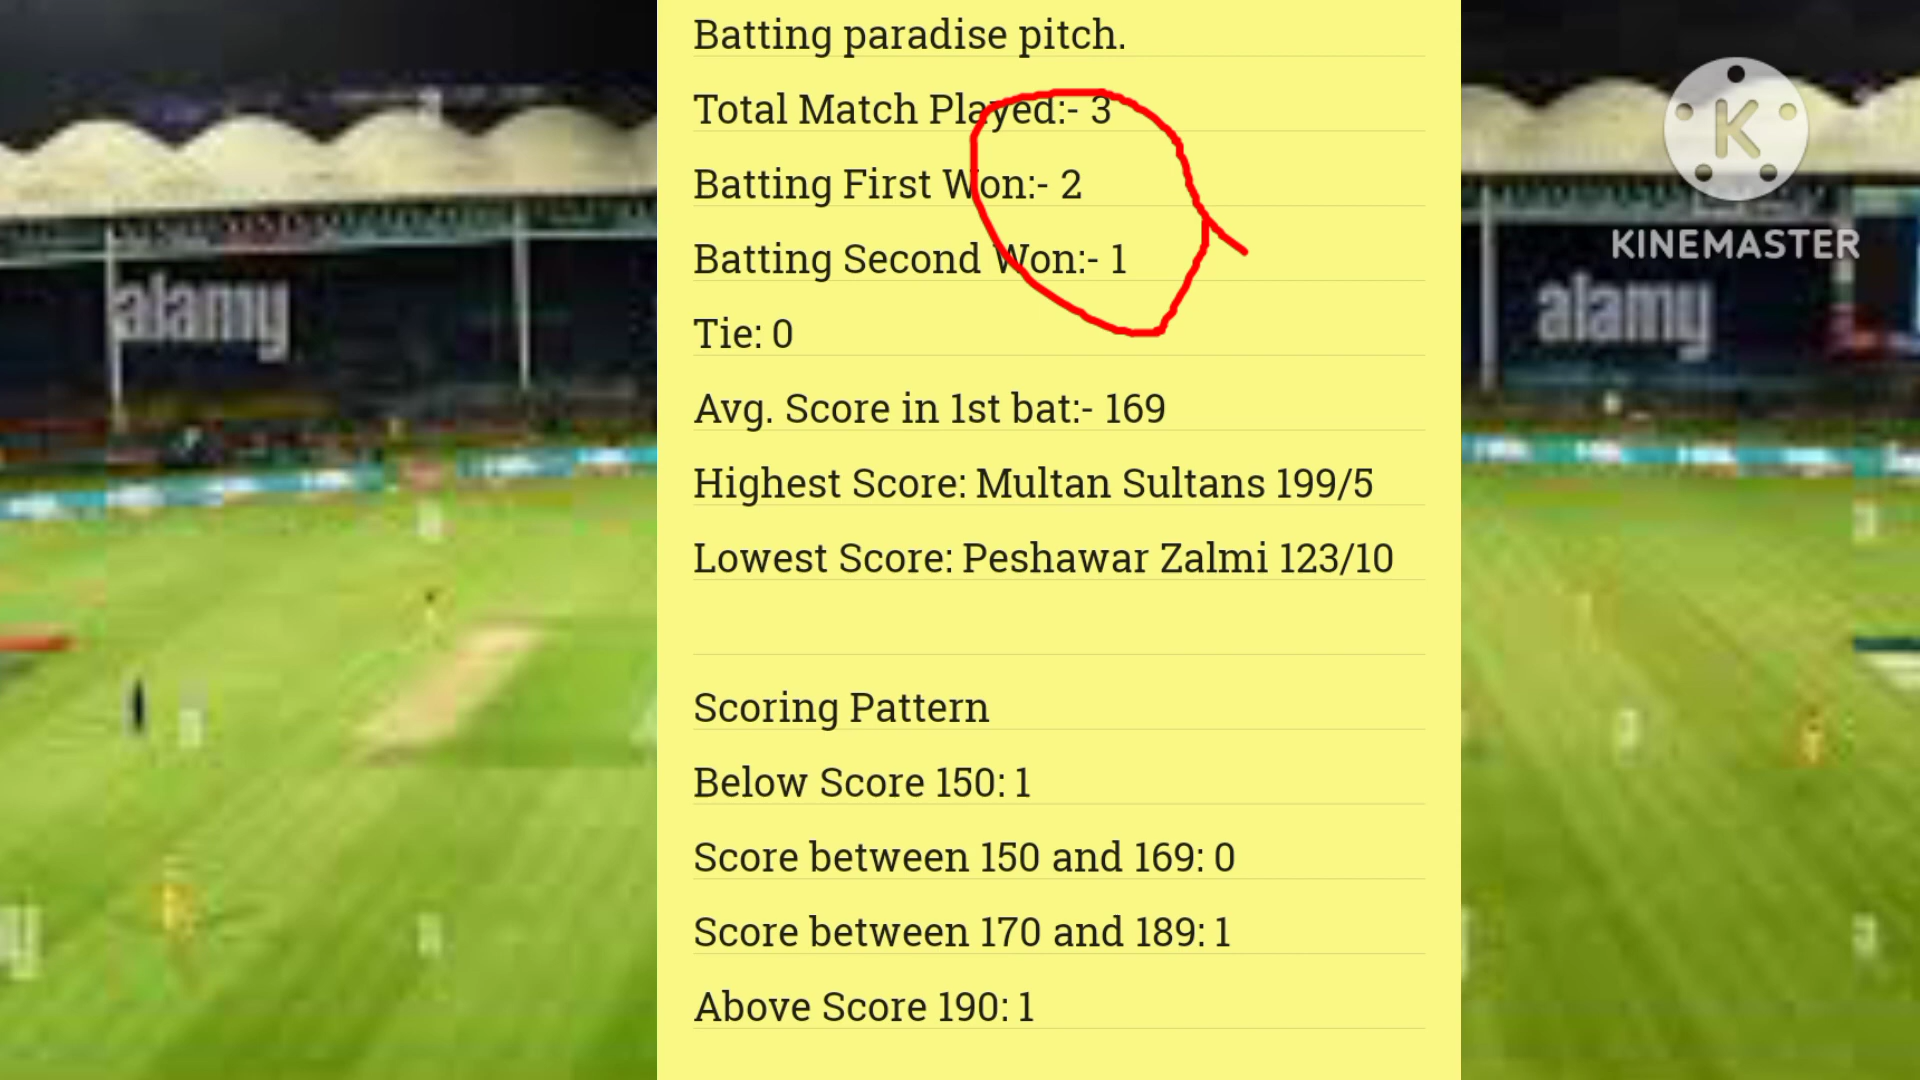 Batting paradise pitch.
Total Match Played:- 3
Batting First Won:- 2
Batting Second Won:- 1
Tie: 0
Avg. Score in 1st bat:- 169
Highest Score: Multan Sultans 199/5
Lowest Score: Peshawar Zalmi 123/10
Scoring Pattern
Below Score 150: 1
Score between 150 and 169: 0
Score between 170 and 189: 1
Above Score 190: 1
alamy
K
KINEMASTER
alamy